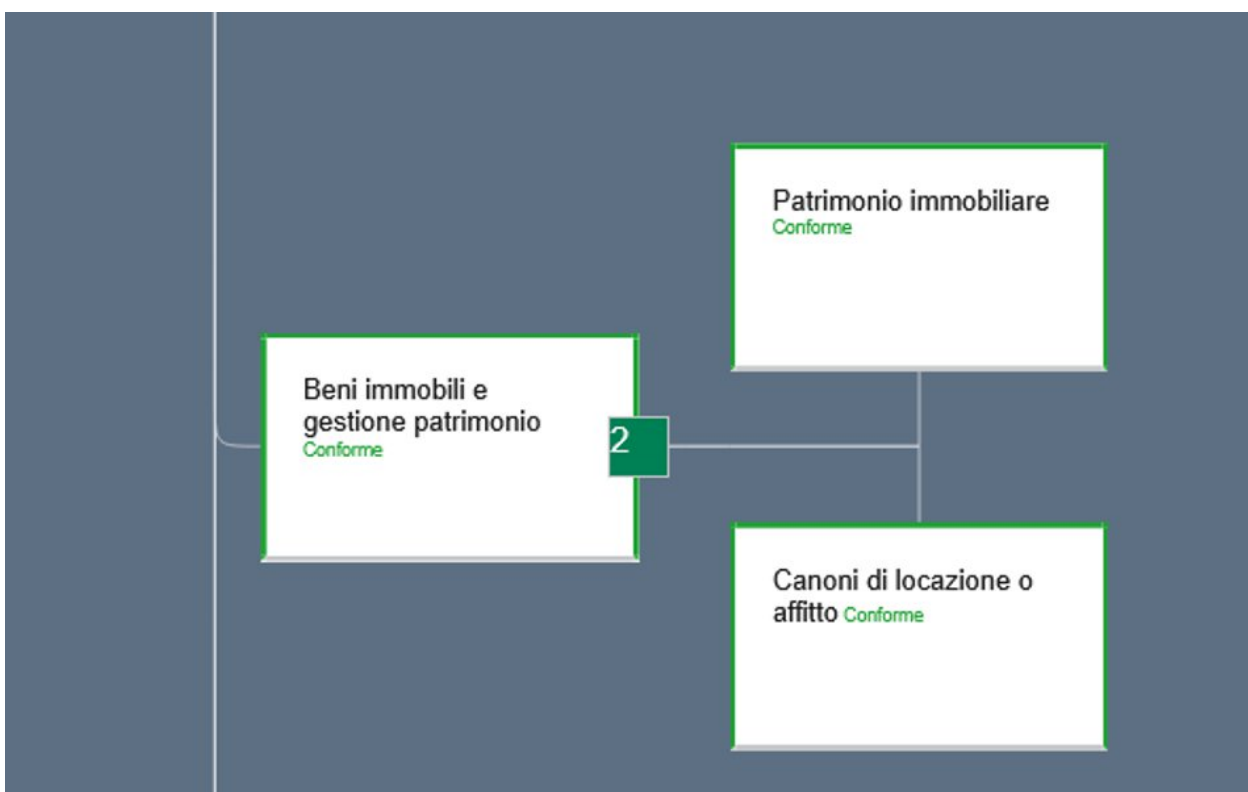 Patrimonio immobiliare
Conforme
Beni immobili e
gestione patrimonio
Conforme
2
Canoni di locazione o
affitto Conforme